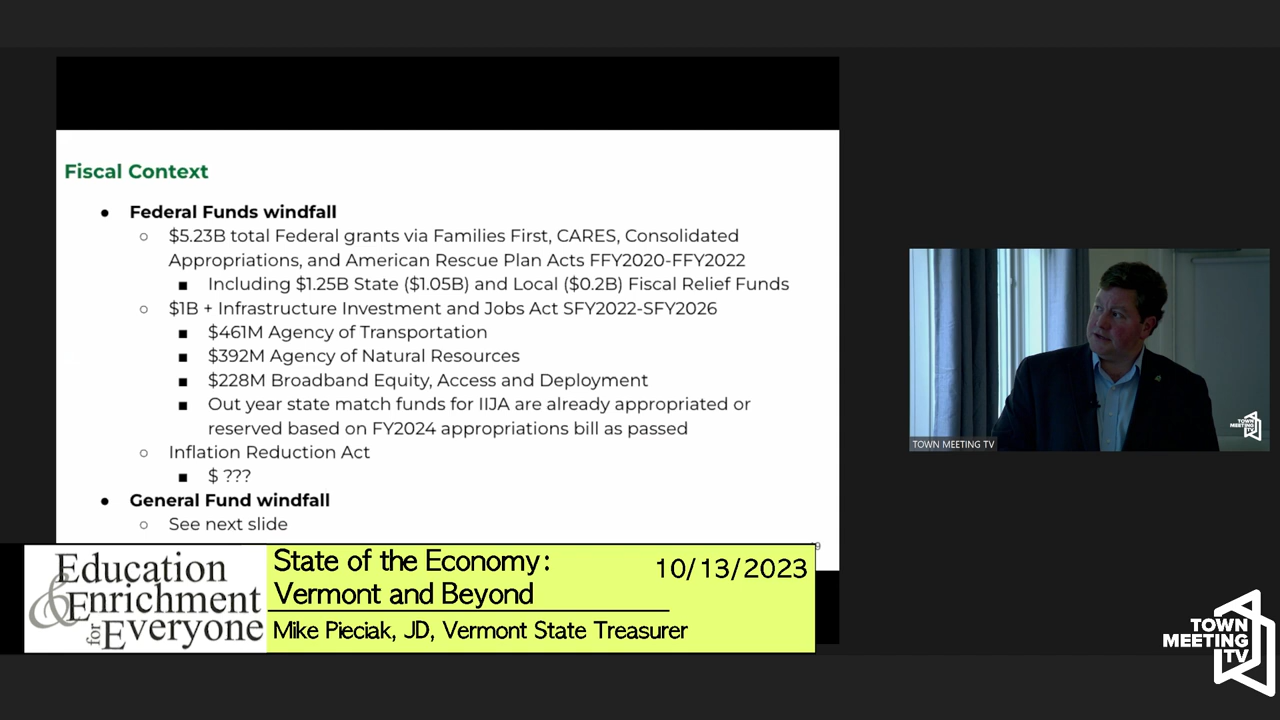 Fiscal Context
● Federal Funds windfall
○ $5.23B total Federal grants via Families First, CARES, Consolidated
Appropriations, and American Rescue Plan Acts FFY2020-FFY2022
■ Including $1.25B State ($1.05B) and Local ($0.2B) Fiscal Relief Funds
○ $1B + Infrastructure Investment and Jobs Act SFY2022-SFY2026
■ $461M Agency of Transportation
■ $392M Agency of Natural Resources
■ $228M Broadband Equity, Access and Deployment
■ Out year state match funds for IIJA are already appropriated or
reserved based on FY2024 appropriations bill as passed
○ Inflation Reduction Act
■ $ ???
● General Fund windfall
○ See next slide
TOWN MEETING TV
TOWN
MEETING
TV
Education
& Enrichment
for Everyone
State of the Economy:
Vermont and Beyond
10/13/2023
Mike Pieciak, JD, Vermont State Treasurer
TOWN
MEETING
TV